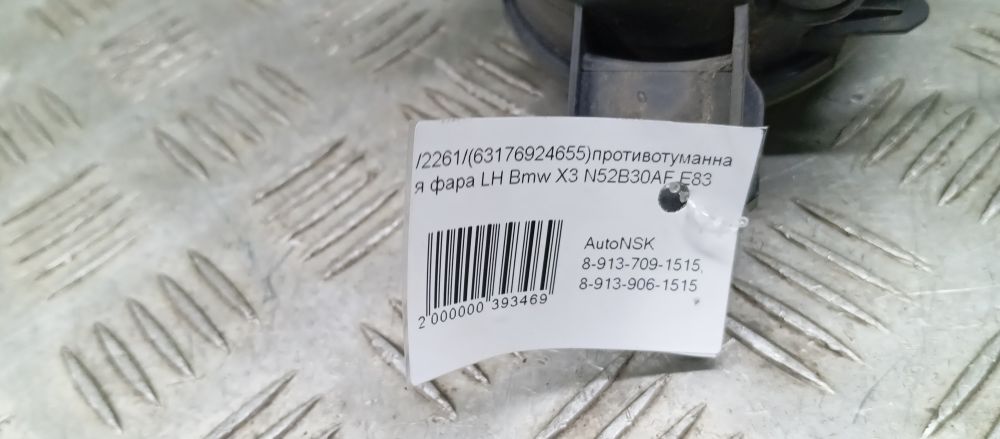 /2261/(63176924655)противотуманна
я фара LH Bmw X3 N52B30AF E83
AutoNSK
8-913-709-1515,
8-913-906-1515
2 000000 393469